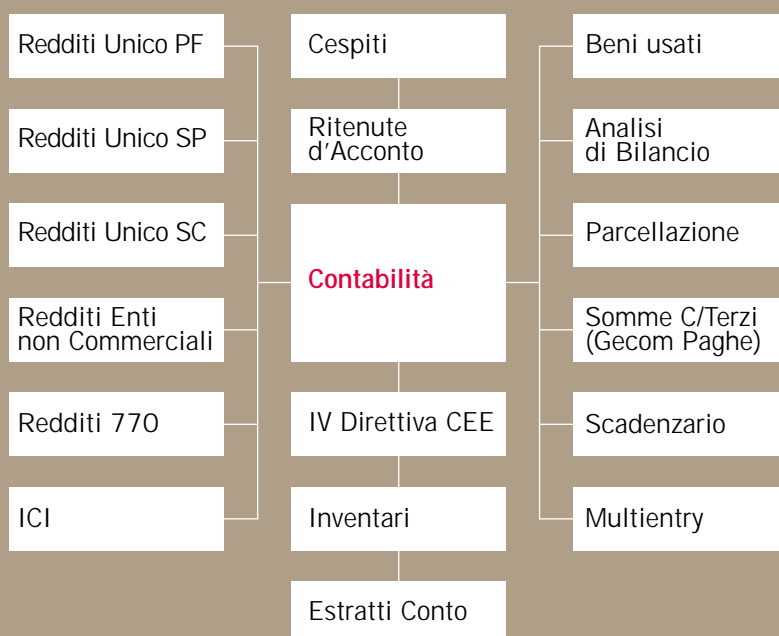 Redditi Unico PF
Redditi Unico SP
Redditi Unico SC
Redditi Enti
non Commerciali
Redditi 770
ICI
Cespiti
Ritenute
d'Acconto
Contabilità
IV Direttiva CEE
Inventari
Estratti Conto
Beni usati
Analisi
di Bilancio
Parcellazione
Somme C/Terzi
(Gecom Paghe)
Scadenzario
Multientry